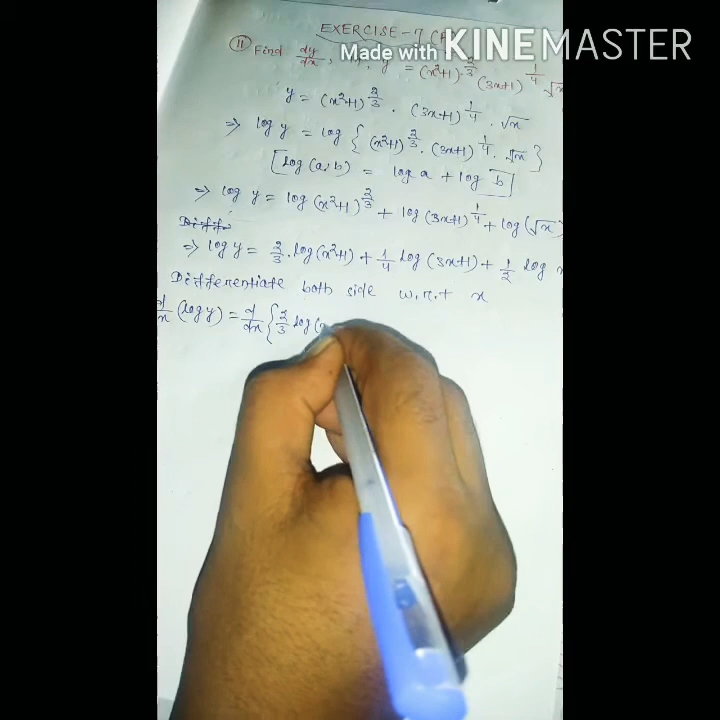 EXERCISE-7
Made with KINEMASTER
11 Find dy/dx, y = (x²+1)^2/3 (3x+1)^1/4 √x
y = (x²+1)^2/3 . (3x+1)^1/4 . √x
⇒ log y = log { (x²+1)^2/3 . (3x+1)^1/4 . √x }
[log (a.b) = log a + log b]
⇒ log y = log (x²+1)^2/3 + log (3x+1)^1/4 + log (√x)
⇒ log y = 2/3 . log (x²+1) + 1/4 log (3x+1) + 1/2 log x
Differentiate both side w.r.t x
d/dx (log y) = d/dx { 2/3 log (x